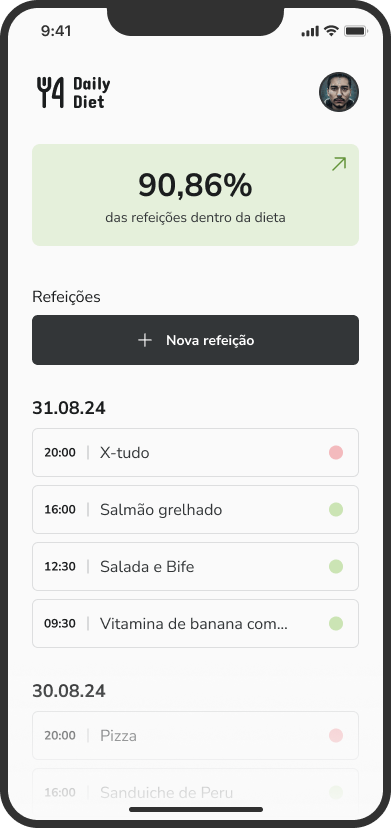 9:41
Daily
Diet
90,86%
das refeições dentro da dieta
Refeições
Nova refeição
31.08.24
20:00 X-tudo
16:00 Salmão grelhado
12:30 Salada e Bife
09:30 Vitamina de banana com...
30.08.24
20:00 Pizza
16:00 Sanduiche de Peru